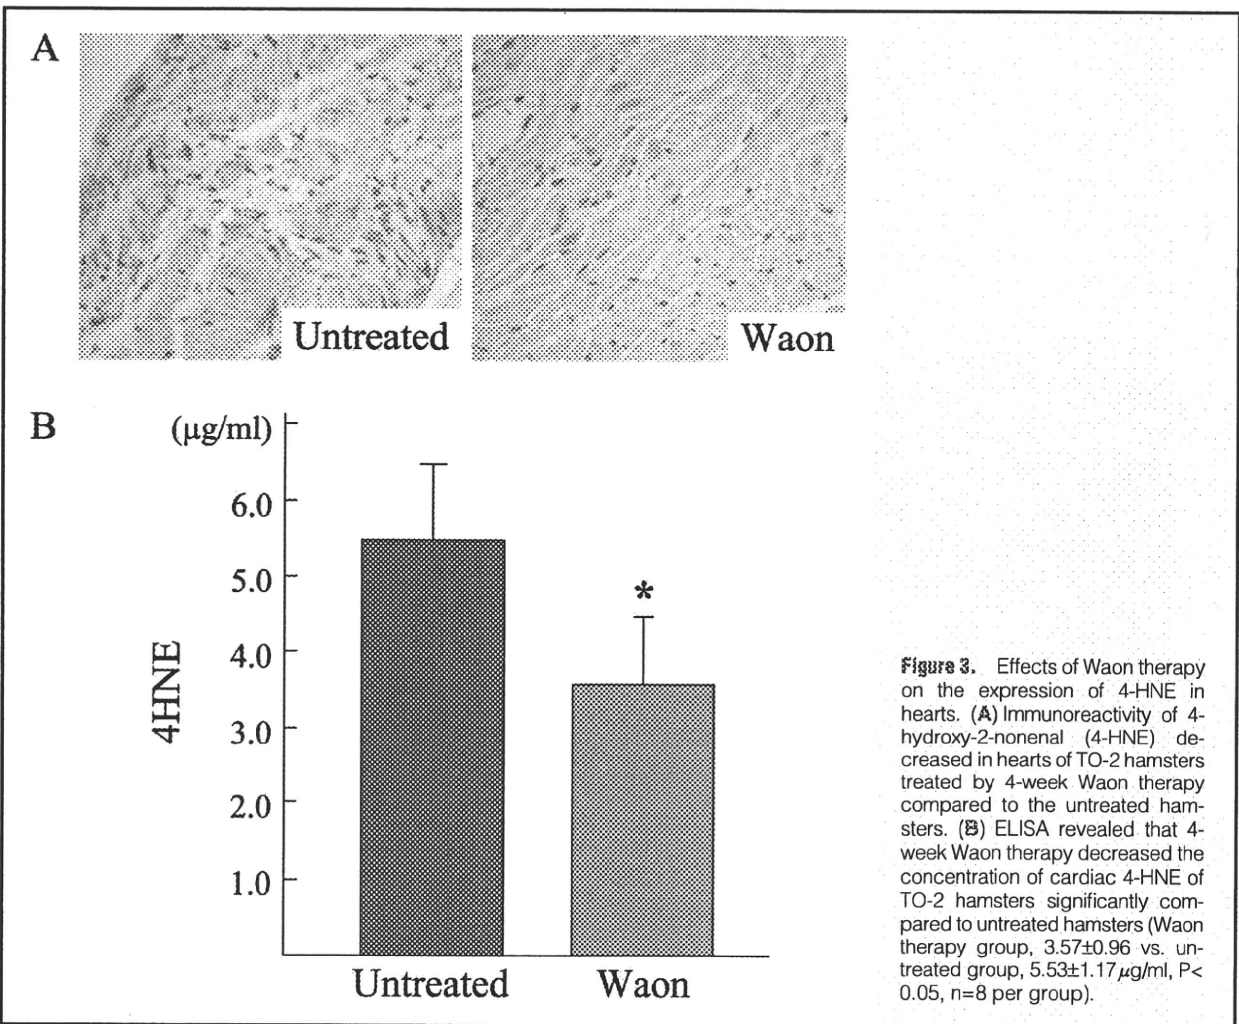 A
Untreated
Waon
B
(μg/ml)
6.0
5.0
4.0
3.0
2.0
1.0
4HNE
*
Untreated
Waon
Figure 3. Effects of Waon therapy
on the expression of 4-HNE in
hearts. (A) Immunoreactivity of 4-
hydroxy-2-nonenal (4-HNE) de-
creased in hearts of TO-2 hamsters
treated by 4-week Waon therapy
compared to the untreated ham-
sters. (B) ELISA revealed that 4-
week Waon therapy decreased the
concentration of cardiac 4-HNE of
TO-2 hamsters significantly com-
pared to untreated hamsters (Waon
therapy group, 3.57±0.96 vs. un-
treated group, 5.53±1.17μg/ml, P<
0.05, n=8 per group).